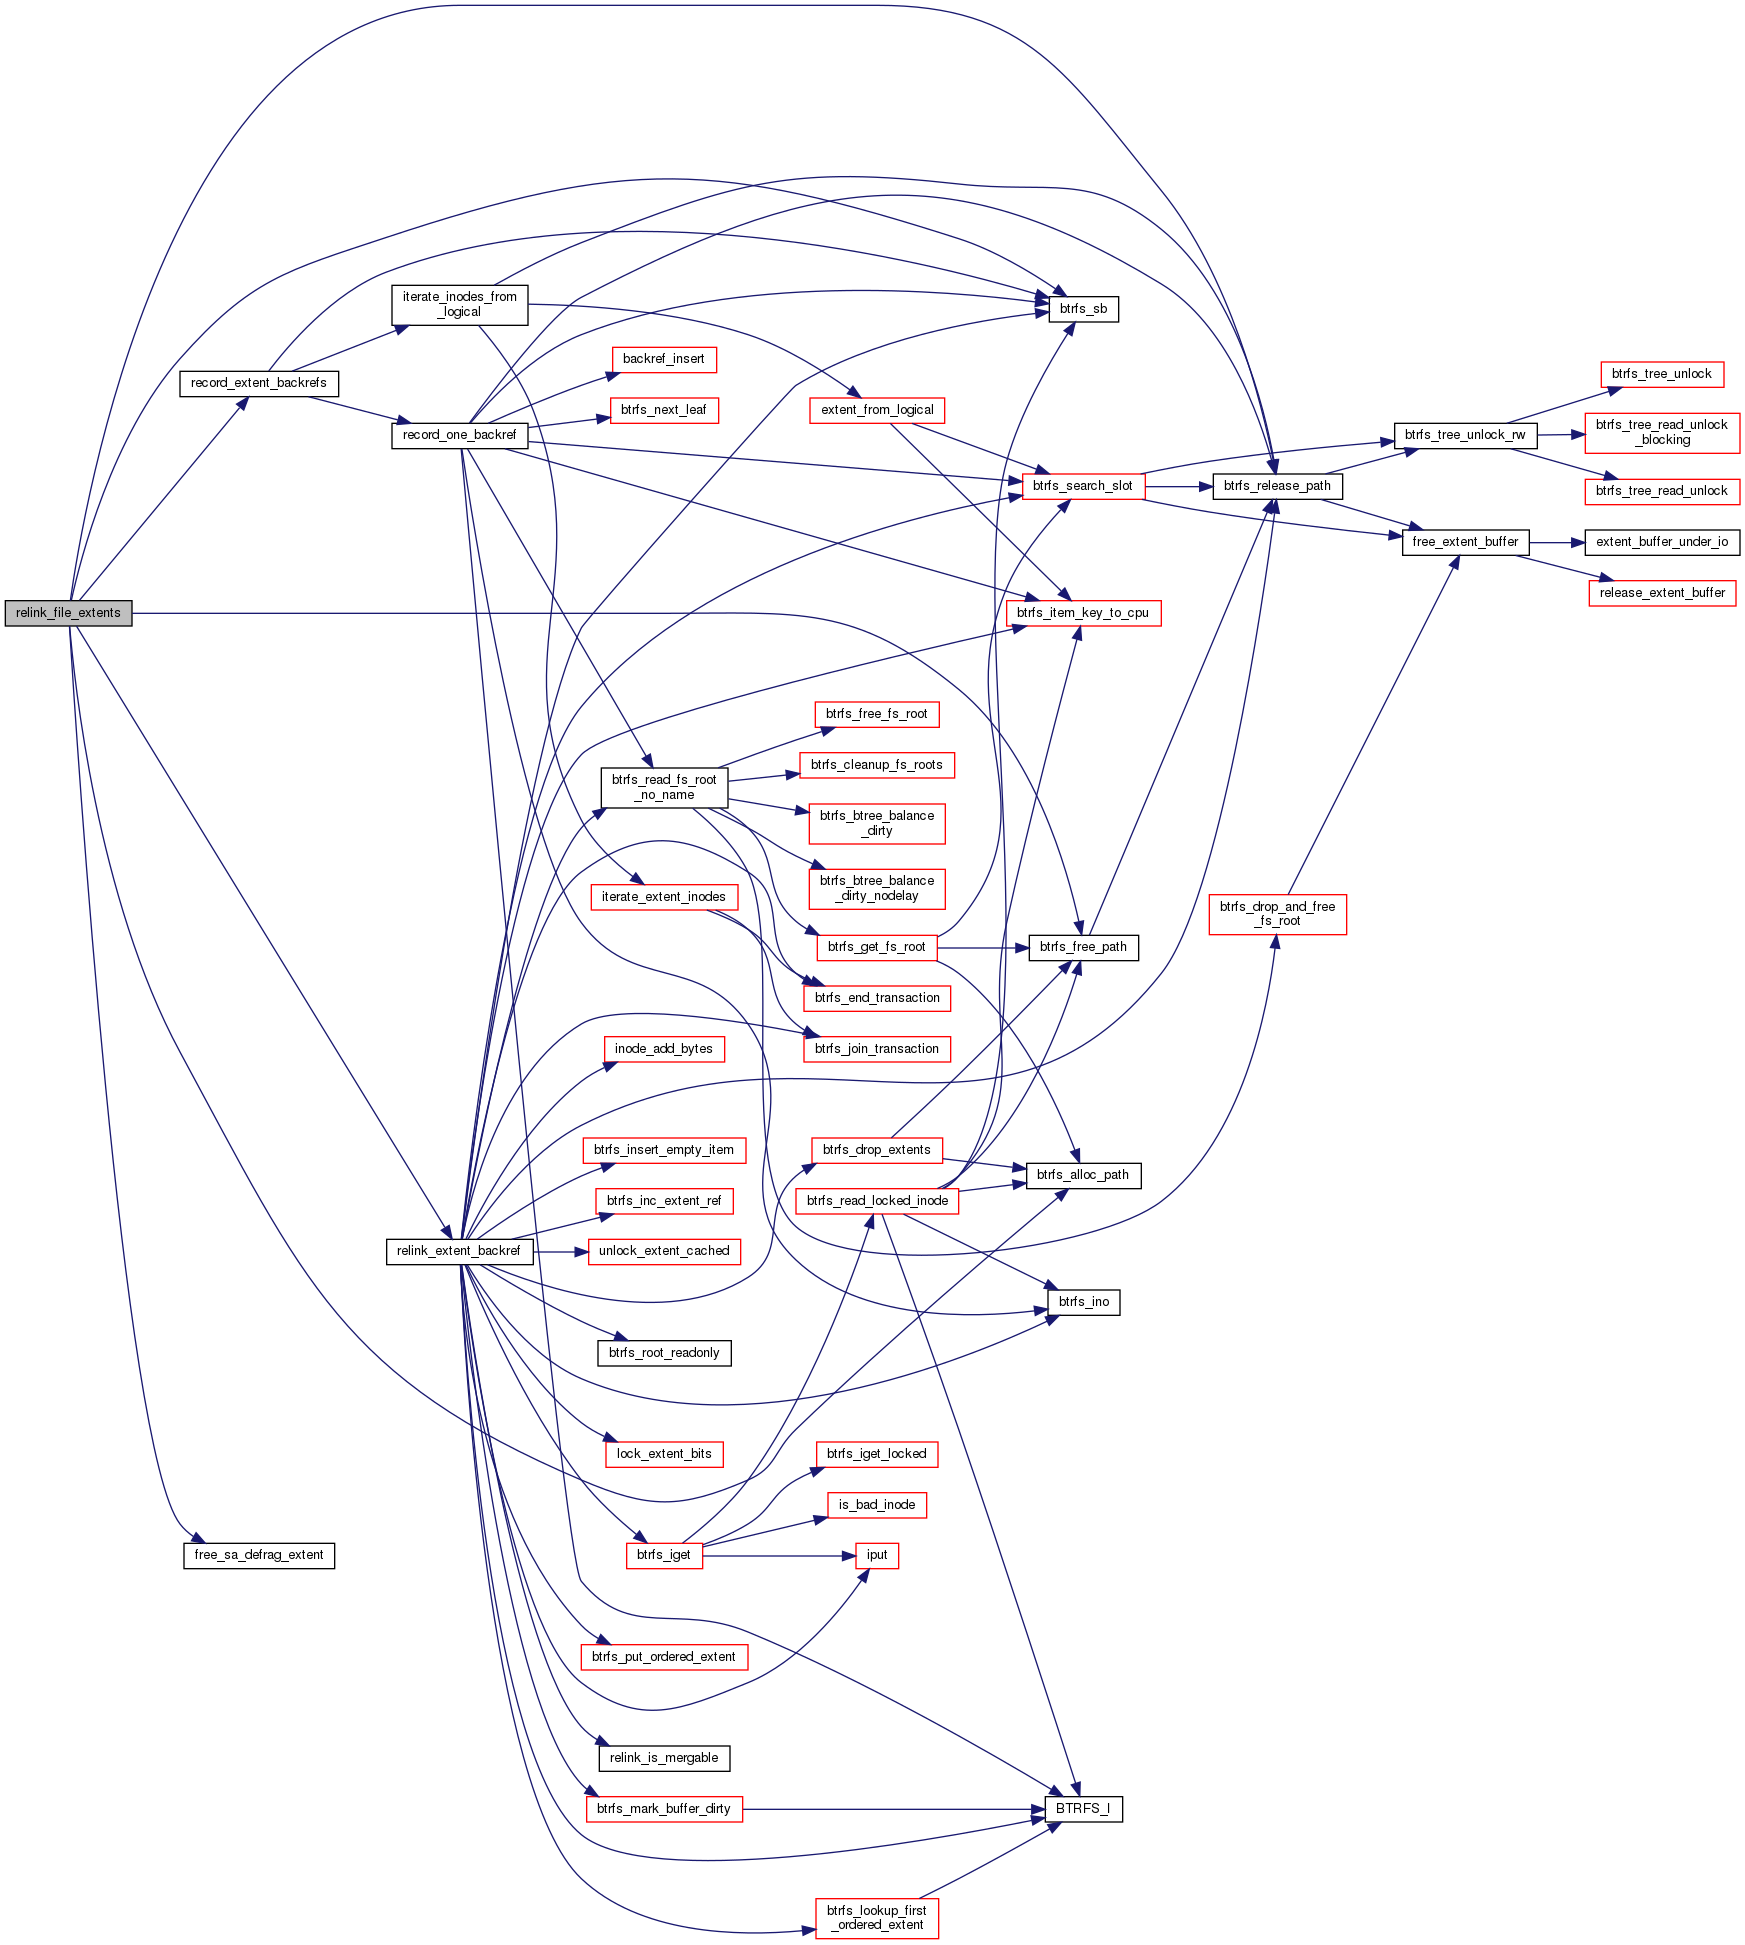 relink_file_extents
record_extent_backrefs
free_sa_defrag_extent
iterate_inodes_from
_logical
record_one_backref
relink_extent_backref
backref_insert
btrfs_next_leaf
btrfs_read_fs_root
_no_name
iterate_extent_inodes
inode_add_bytes
btrfs_insert_empty_item
btrfs_inc_extent_ref
unlock_extent_cached
btrfs_root_readonly
lock_extent_bits
btrfs_iget
btrfs_put_ordered_extent
relink_is_mergable
btrfs_mark_buffer_dirty
extent_from_logical
btrfs_free_fs_root
btrfs_cleanup_fs_roots
btrfs_btree_balance
_dirty
btrfs_btree_balance
_dirty_nodelay
btrfs_get_fs_root
btrfs_end_transaction
btrfs_join_transaction
btrfs_drop_extents
btrfs_read_locked_inode
btrfs_iget_locked
is_bad_inode
iput
btrfs_lookup_first
_ordered_extent
btrfs_sb
btrfs_search_slot
btrfs_item_key_to_cpu
btrfs_free_path
btrfs_alloc_path
btrfs_ino
BTRFS_I
btrfs_release_path
btrfs_drop_and_free
_fs_root
btrfs_tree_unlock_rw
free_extent_buffer
btrfs_tree_unlock
btrfs_tree_read_unlock
_blocking
btrfs_tree_read_unlock
extent_buffer_under_io
release_extent_buffer